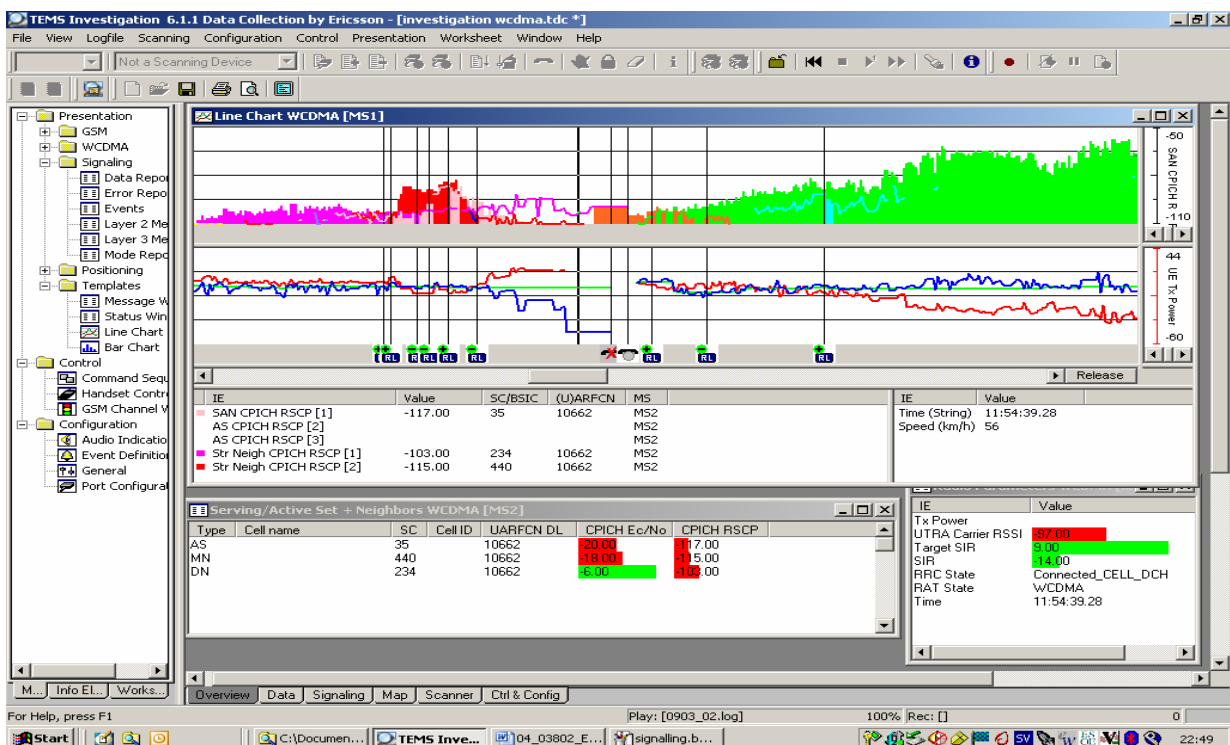 TEMS Investigation 6.1.1 Data Collection by Ericsson - [investigation wcdma.tdc *]
File View Logfile Scanning Configuration Control Presentation Worksheet Window Help
Not a Scanning Device
Presentation
GSM
WCDMA
Signaling
Data Repo
Error Repo
Events
Layer 2 Me
Layer 3 Me
Mode Repo
Positioning
Templates
Message W
Status Win
Line Chart
Bar Chart
Control
Command Sequ
Handset Contr
GSM Channel V
Configuration
Audio Indicatio
Event Definitio
General
Port Configurat
M... Info El... Works...
Line Chart WCDMA [MS1]
-50
SAN CPICH R
-110
44
UE Tx Power
-60
RL R RL RL RL RL RL RL
Release
IE Value SC/BSIC (U)ARFCN MS
SAN CPICH RSCP [1] -117.00 35 10662 MS2
AS CPICH RSCP [2] MS2
AS CPICH RSCP [3] MS2
Str Neigh CPICH RSCP [1] -103.00 234 10662 MS2
Str Neigh CPICH RSCP [2] -115.00 440 10662 MS2
IE Value
Time (String) 11:54:39.28
Speed (km/h) 56
Serving/Active Set + Neighbors WCDMA [MS2]
Type Cell name SC Cell ID UARFCN DL CPICH Ec/No CPICH RSCP
AS 35 10662 -20.00 -117.00
MN 440 10662 -18.00 -115.00
DN 234 10662 -6.00 -103.00
IE Value
Tx Power
UTRA Carrier RSSI -97.00
Target SIR 9.00
SIR -14.00
RRC State Connected_CELL_DCH
RAT State WCDMA
Time 11:54:39.28
Overview Data Signaling Map Scanner Ctrl & Config
For Help, press F1 Play: [0903_02.log] 100% Rec: [] 0
Start C:\Documen... TEMS Inve... 04_03802_E... signalling.b... SV 22:49